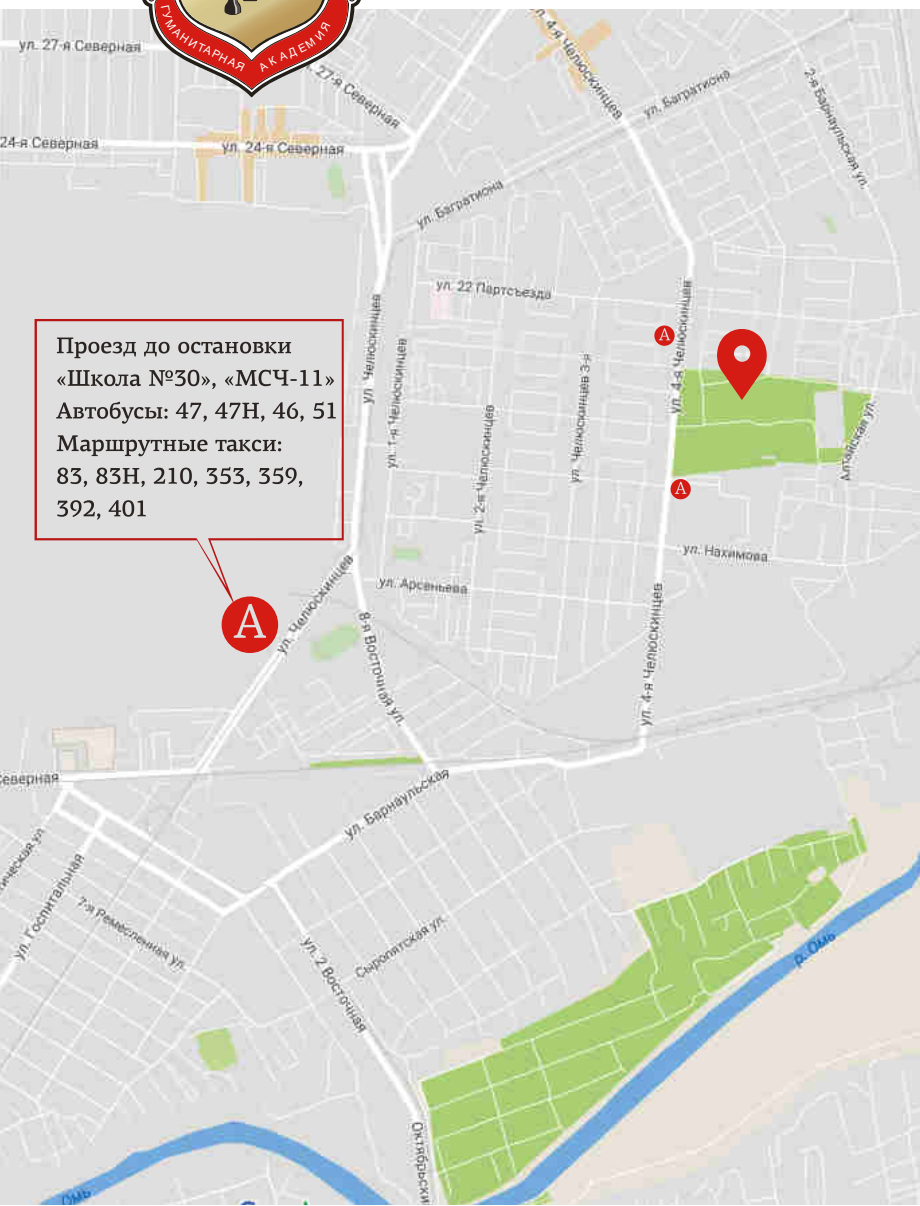 ГУМАНИТАРНАЯ АКАДЕМИЯ
ул. 27-я Северная
27-я Северная
24-я Северная
ул. 24-я Северная
ул. 4-я Челюскинцев
ул. Багратиона
2-я Барнаульская ул.
ул. Багратиона
ул. 22 Партсъезда
Проезд до остановки
«Школа №30», «МСЧ-11»
Автобусы: 47, 47Н, 46, 51
Маршрутные такси:
83, 83Н, 210, 353, 359,
392, 401
А
ул. Челюскинцев
ул. 1-я Челюскинцев
ул. 2-я Челюскинцев
ул. Челюскинцев 3-я
А
ул. 4-я Челюскинцев
Алтайская ул.
А
ул. Нахимова
ул. Арсеньева
ул. Челюскинцев
8-я Восточная ул.
ул. 4-я Челюскинцев
Северная
ул. Барнаульская
ул. Госпитальная
7-я Ремесленная ул.
ул. 2 Восточная
Сыропятская ул.
р. Омь
Октябрьски
Омь